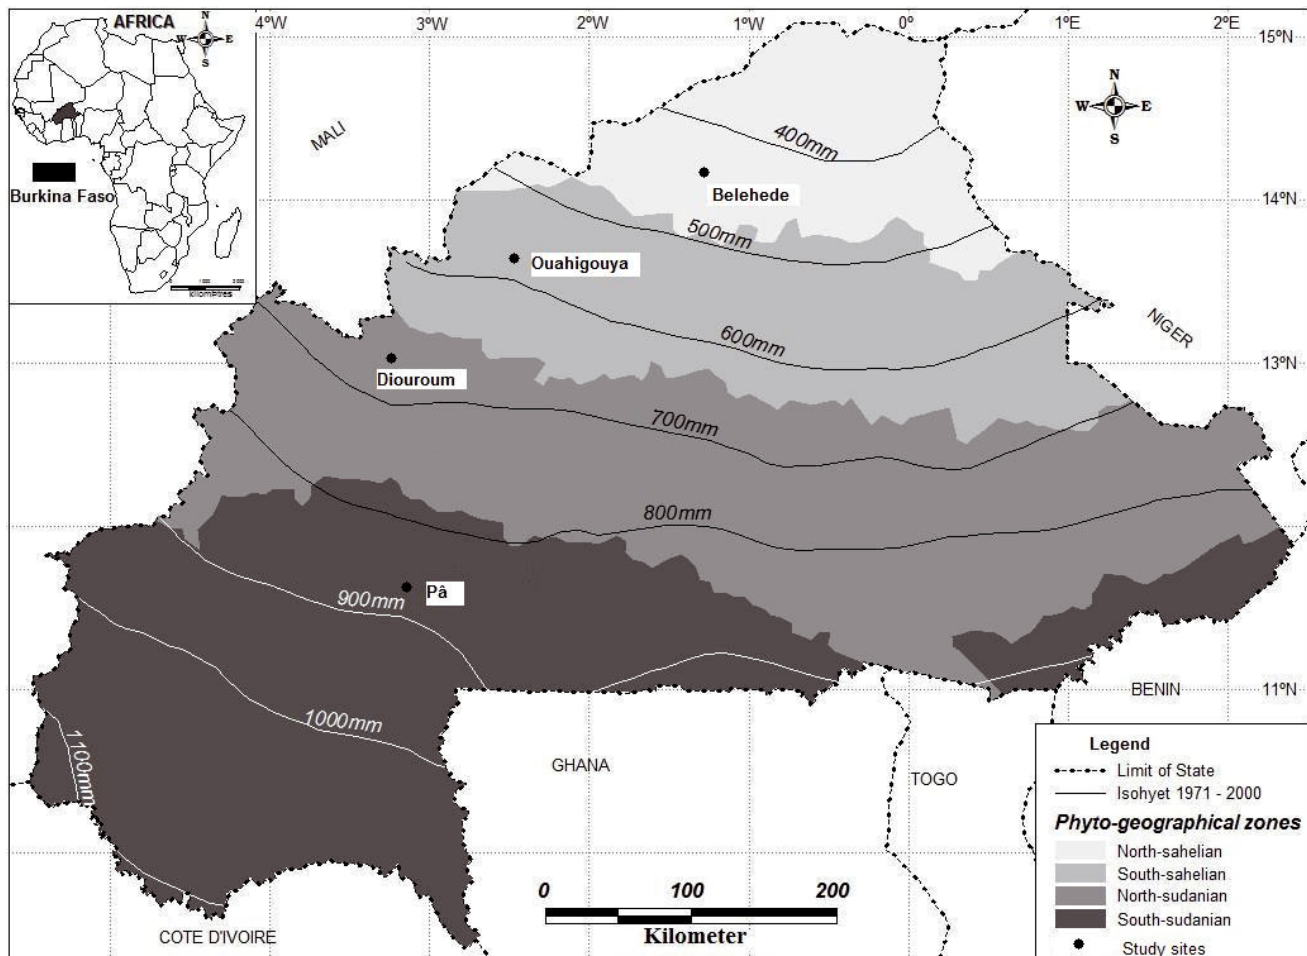 AFRICA
N
W E
S
Burkina Faso
kilometres
4°W
3°W
2°W
1°W
0°
1°E
2°E
15°N
14°N
13°N
11°N
N
W E
S
MALI
400mm
Belehede
500mm
Ouahigouya
600mm
NIGER
Diouroum
700mm
800mm
Pâ
900mm
1000mm
1100mm
BENIN
GHANA
TOGO
COTE D'IVOIRE
0 100 200
Kilometer
Legend
Limit of State
Isohyet 1971 - 2000
Phyto-geographical zones
North-sahelian
South-sahelian
North-sudanian
South-sudanian
Study sites